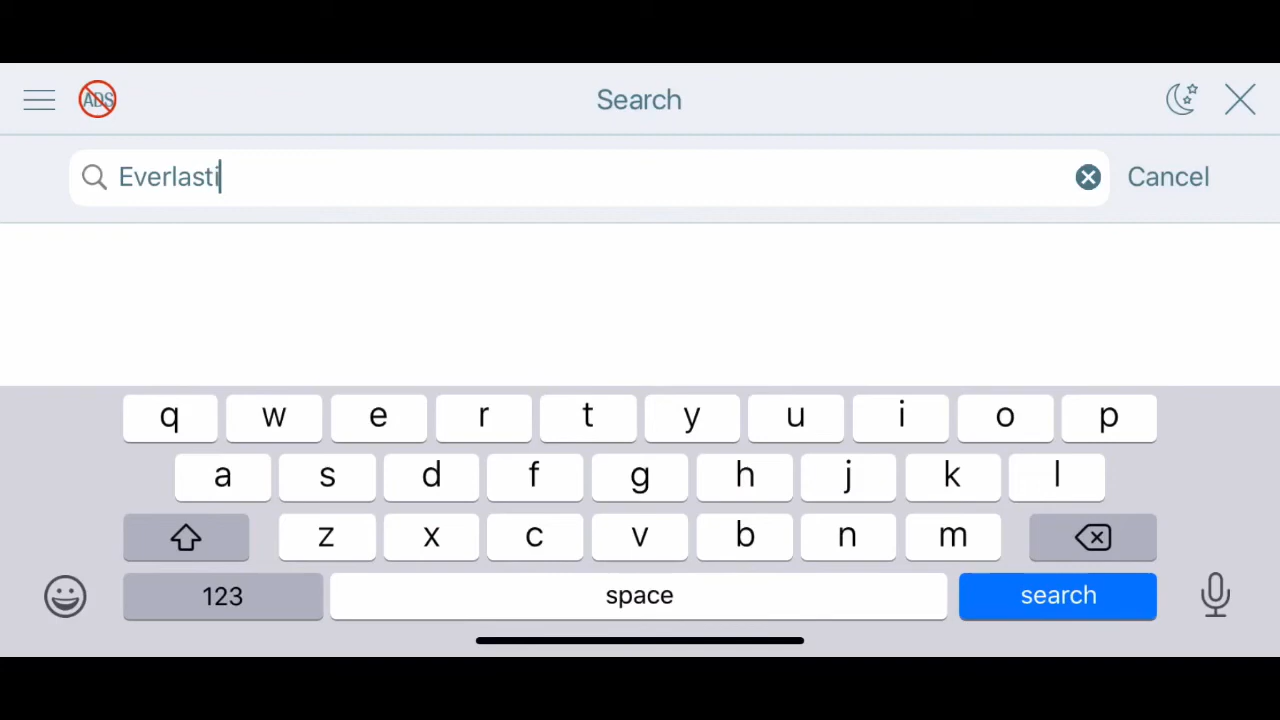 ADS Search
Everlasti Cancel
q w e r t y u i o p
a s d f g h j k l
z x c v b n m
123 space search